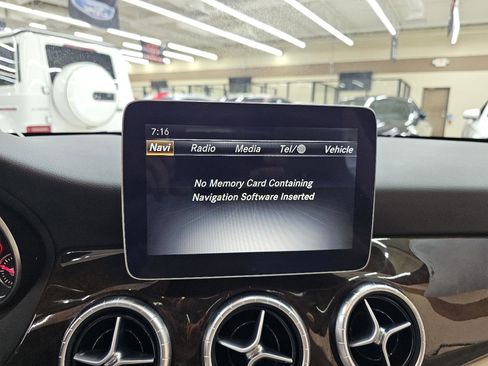 7:16
Navi Radio Media Tel/ Vehicle
No Memory Card Containing
Navigation Software Inserted